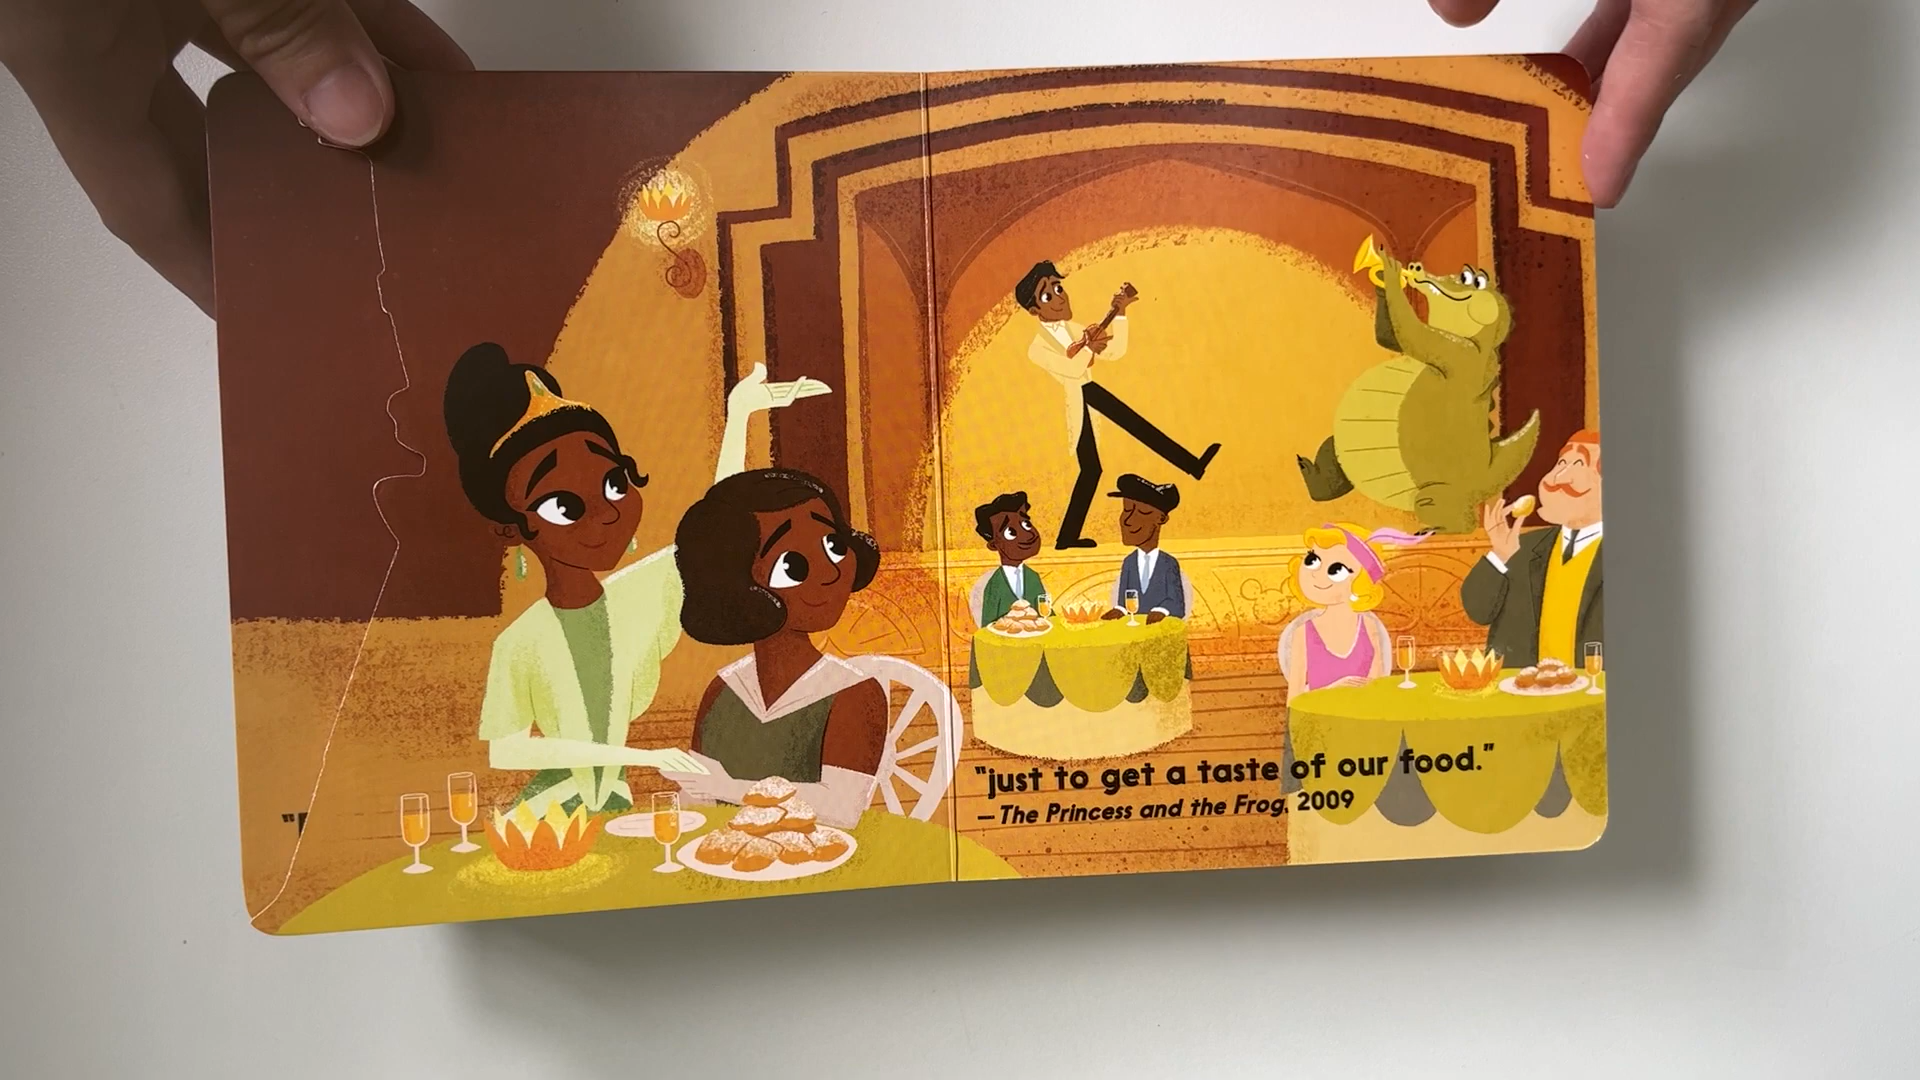 "just to get a taste of our food."
— The Princess and the Frog, 2009